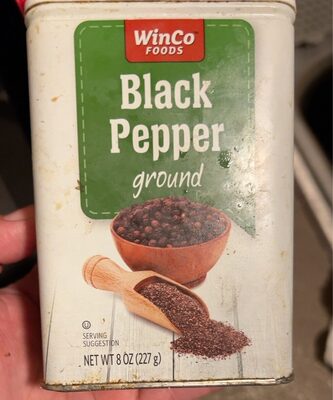 WinCo
FOODS
Black
Pepper
ground
SERVING
SUGGESTION
NET WT 8 OZ (227 g)